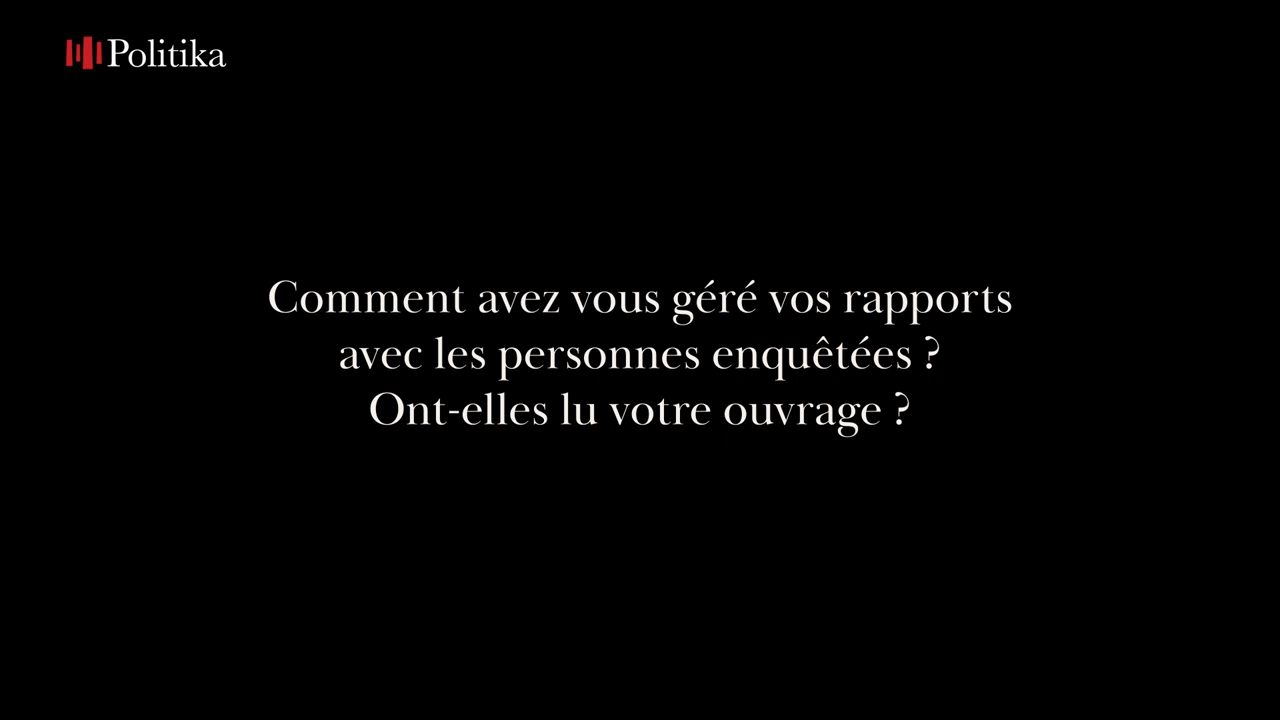 Politika
Comment avez vous géré vos rapports
avec les personnes enquêtées ?
Ont-elles lu votre ouvrage ?